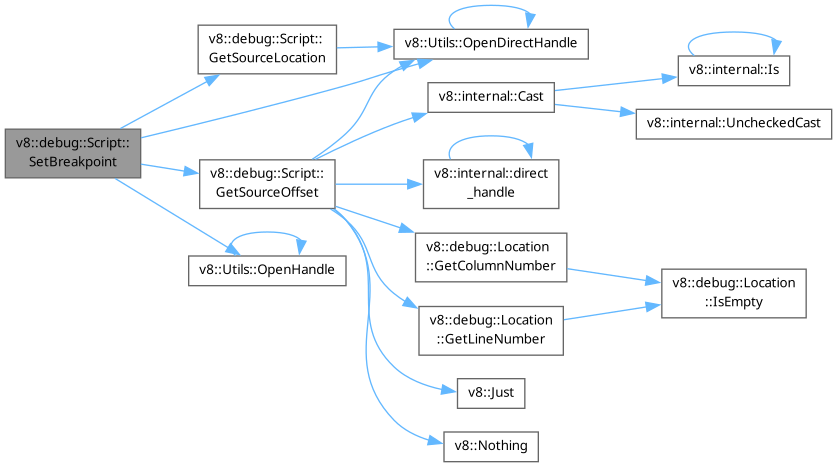 v8::debug::Script::
SetBreakpoint
v8::debug::Script::
GetSourceLocation
v8::Utils::OpenDirectHandle
v8::internal::Cast
v8::internal::Is
v8::internal::UncheckedCast
v8::debug::Script::
GetSourceOffset
v8::internal::direct
_handle
v8::debug::Location
::GetColumnNumber
v8::Utils::OpenHandle
v8::debug::Location
::IsEmpty
v8::debug::Location
::GetLineNumber
v8::Just
v8::Nothing